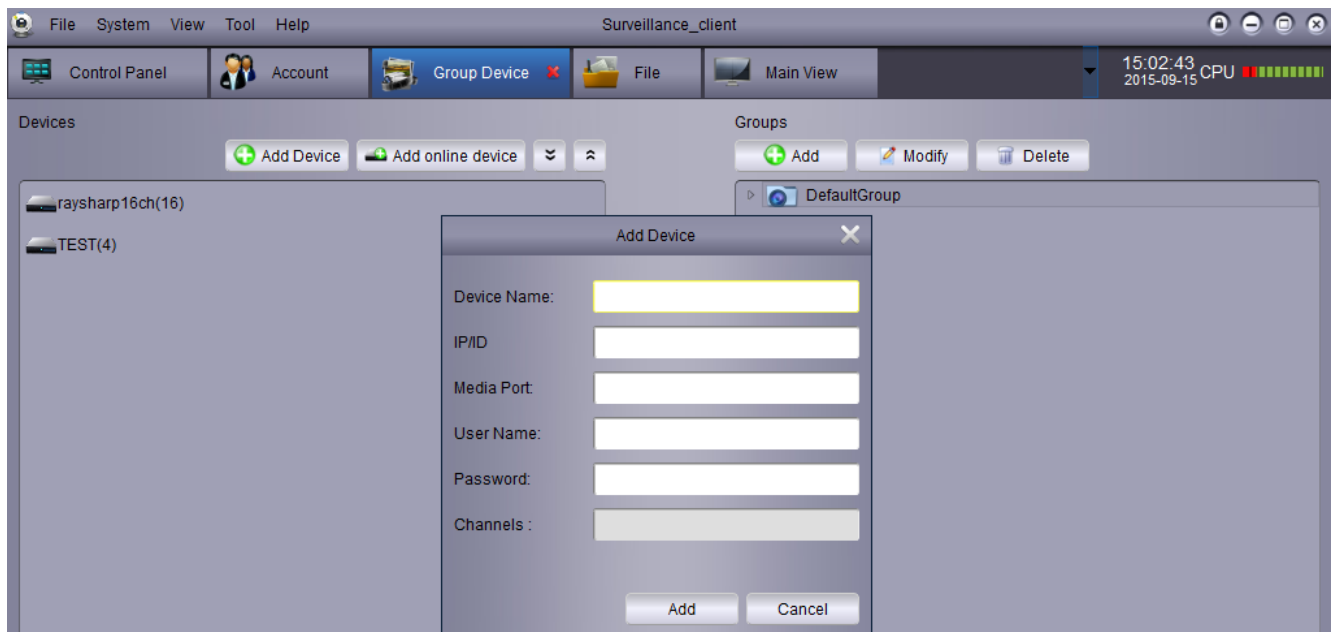 File System View Tool Help Surveillance_client
Control Panel Account Group Device File Main View 15:02:43 CPU
2015-09-15
Devices Groups
Add Device Add online device Add Modify Delete
raysharp16ch(16) DefaultGroup
TEST(4)
Add Device
Device Name:
IP/ID
Media Port:
User Name:
Password:
Channels :
Add Cancel